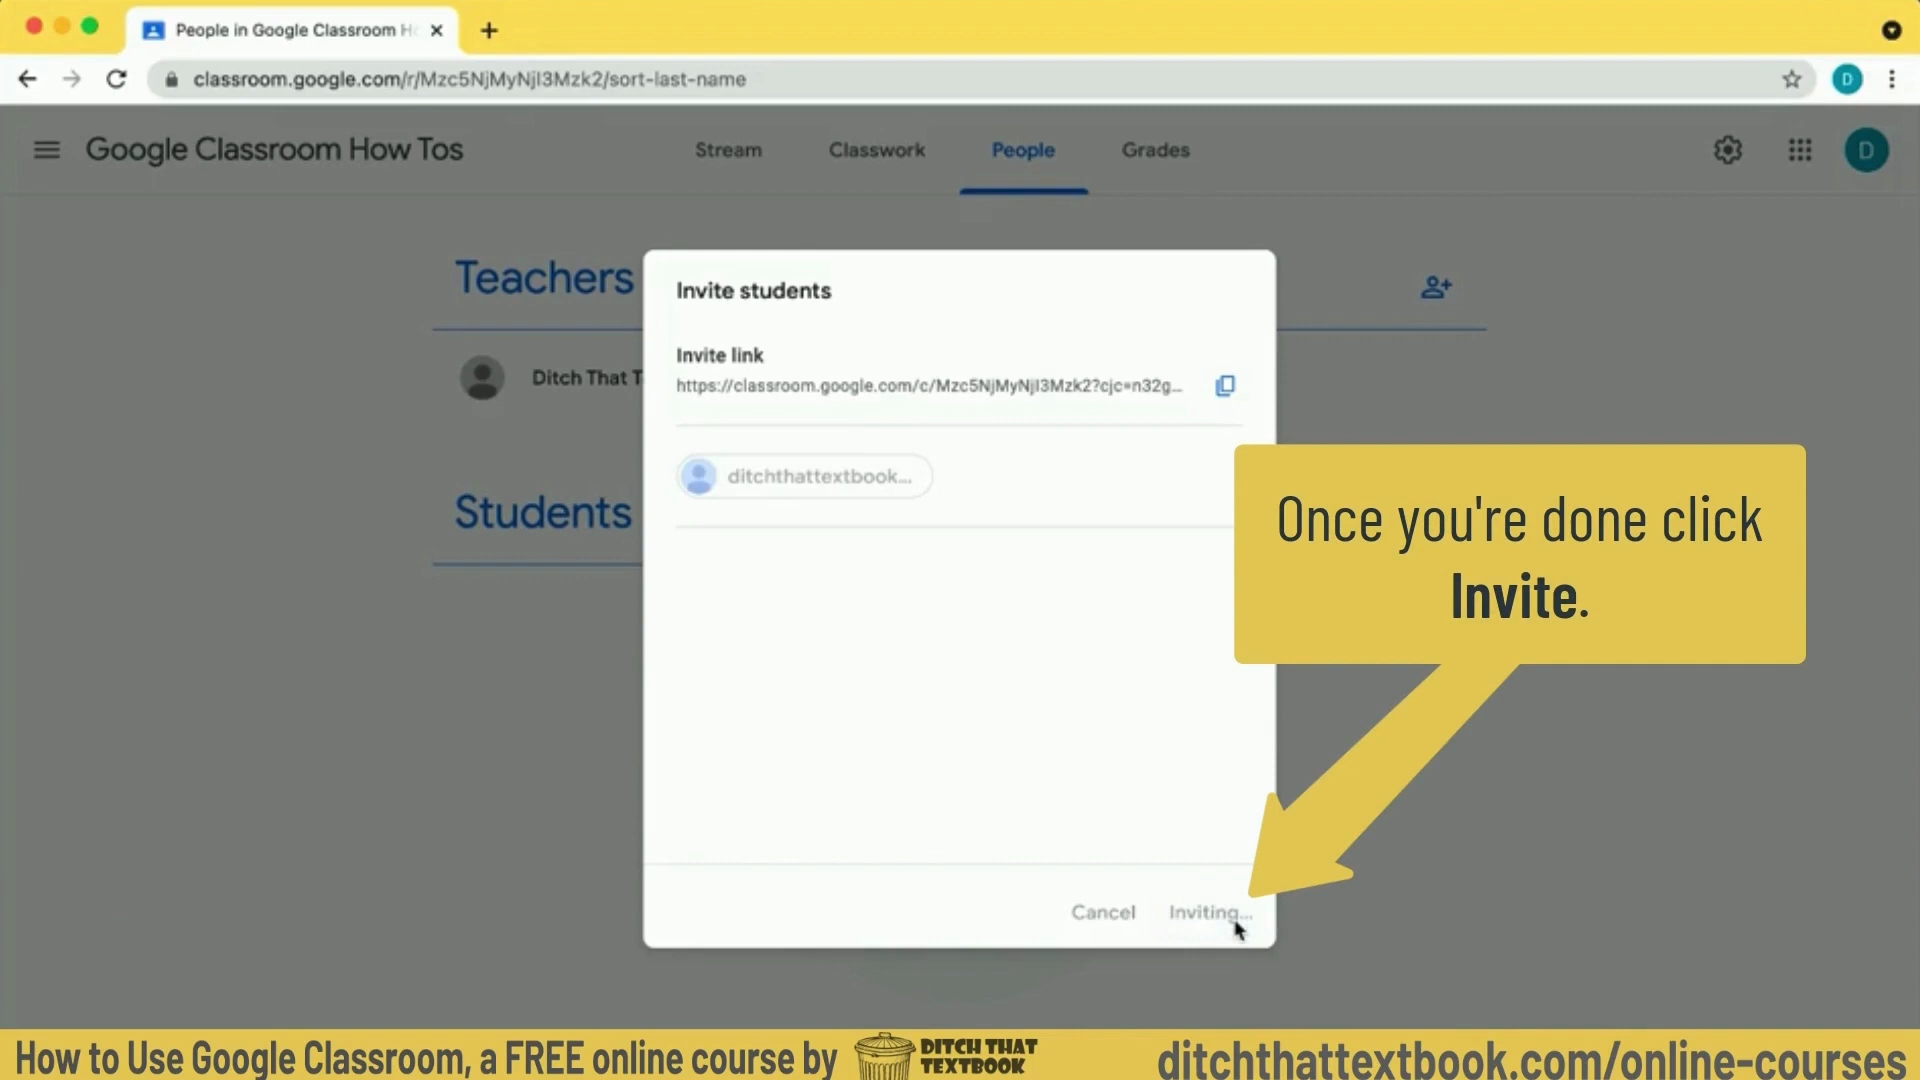 People in Google Classroom H
classroom.google.com/r/Mzc5NjMyNjI3Mzk2/sort-last-name
D
Google Classroom How Tos
Stream
Classwork
People
Grades
D
Teachers
Ditch That T
Students
Invite students
Invite link
https://classroom.google.com/c/Mzc5NjMyNjI3Mzk2?cjc=n32g...
ditchthattextbook...
Cancel
Inviting...
Once you're done click
Invite.
How to Use Google Classroom, a FREE online course by
DITCH THAT
TEXTBOOK
ditchthattextbook.com/online-courses